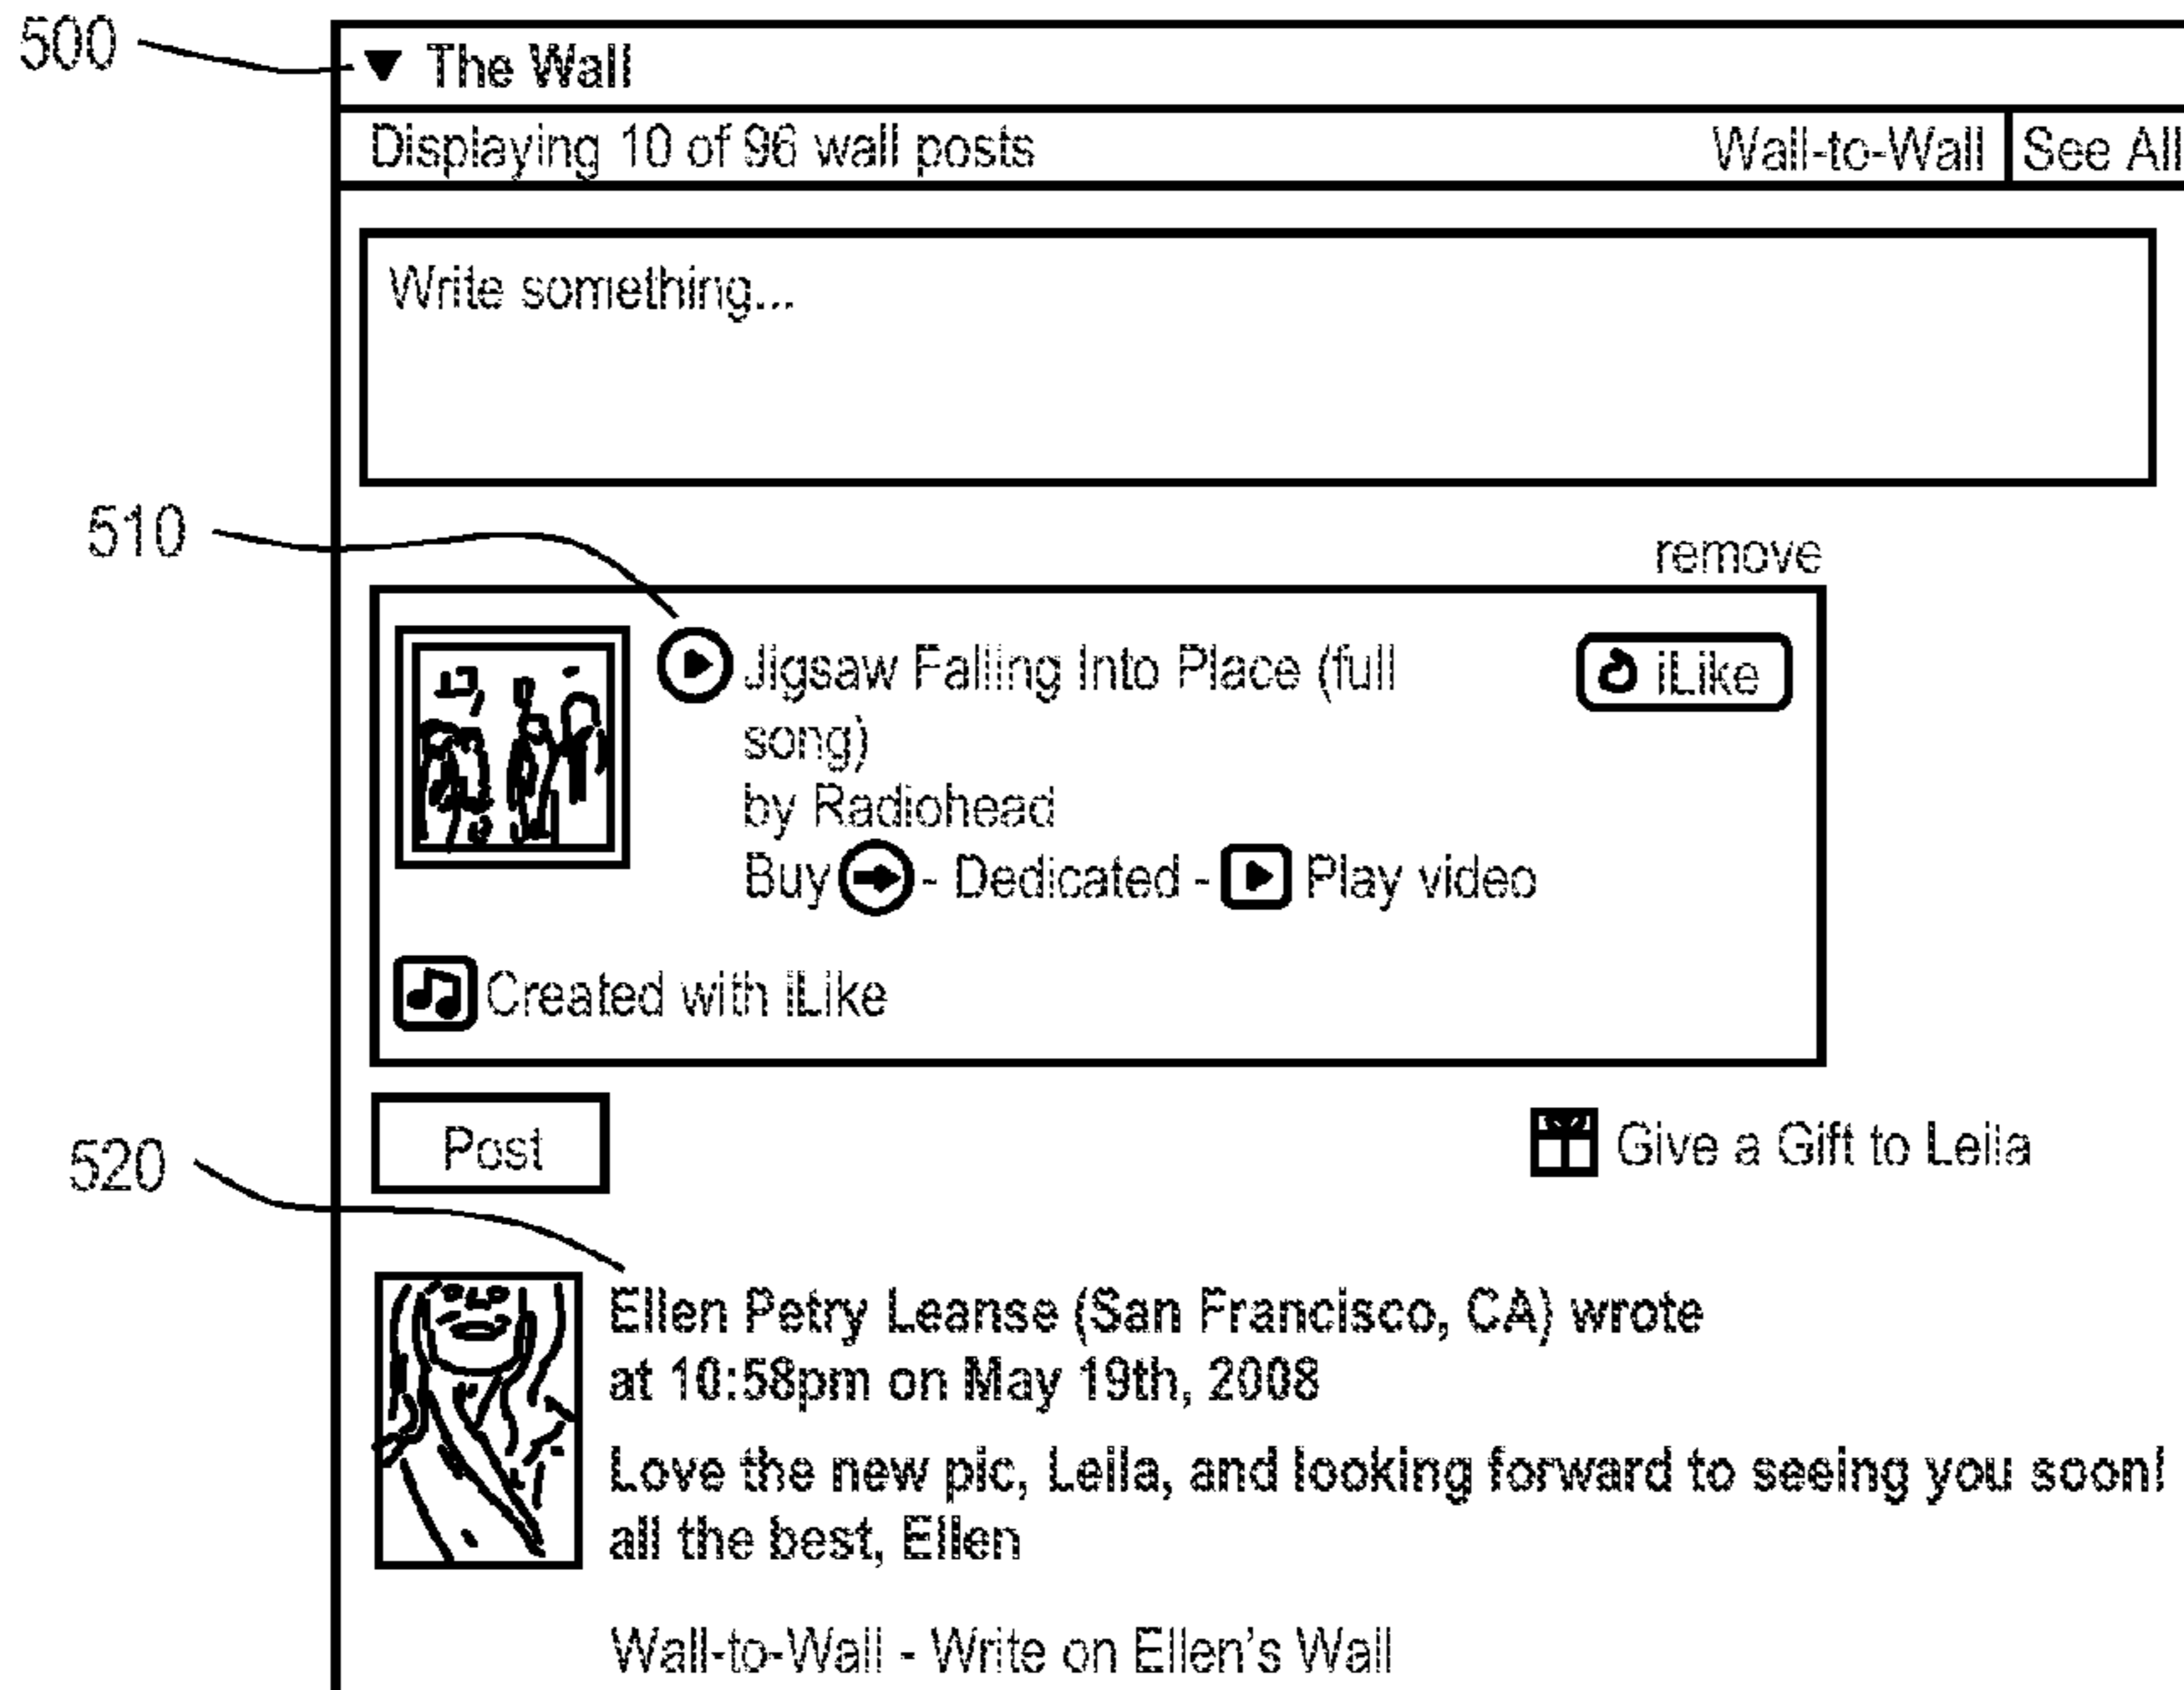 500
The Wall
Displaying 10 of 96 wall posts
Wall-to-Wall
See All
Write something...
510
remove
Jigsaw Falling Into Place (full
song)
by Radiohead
iLike
Buy - Dedicated - Play video
Created with iLike
Post
Give a Gift to Leila
520
Ellen Petry Leanse (San Francisco, CA) wrote
at 10:58pm on May 19th, 2008
Love the new pic, Leila, and looking forward to seeing you soon!
all the best, Ellen
Wall-to-Wall - Write on Ellen's Wall